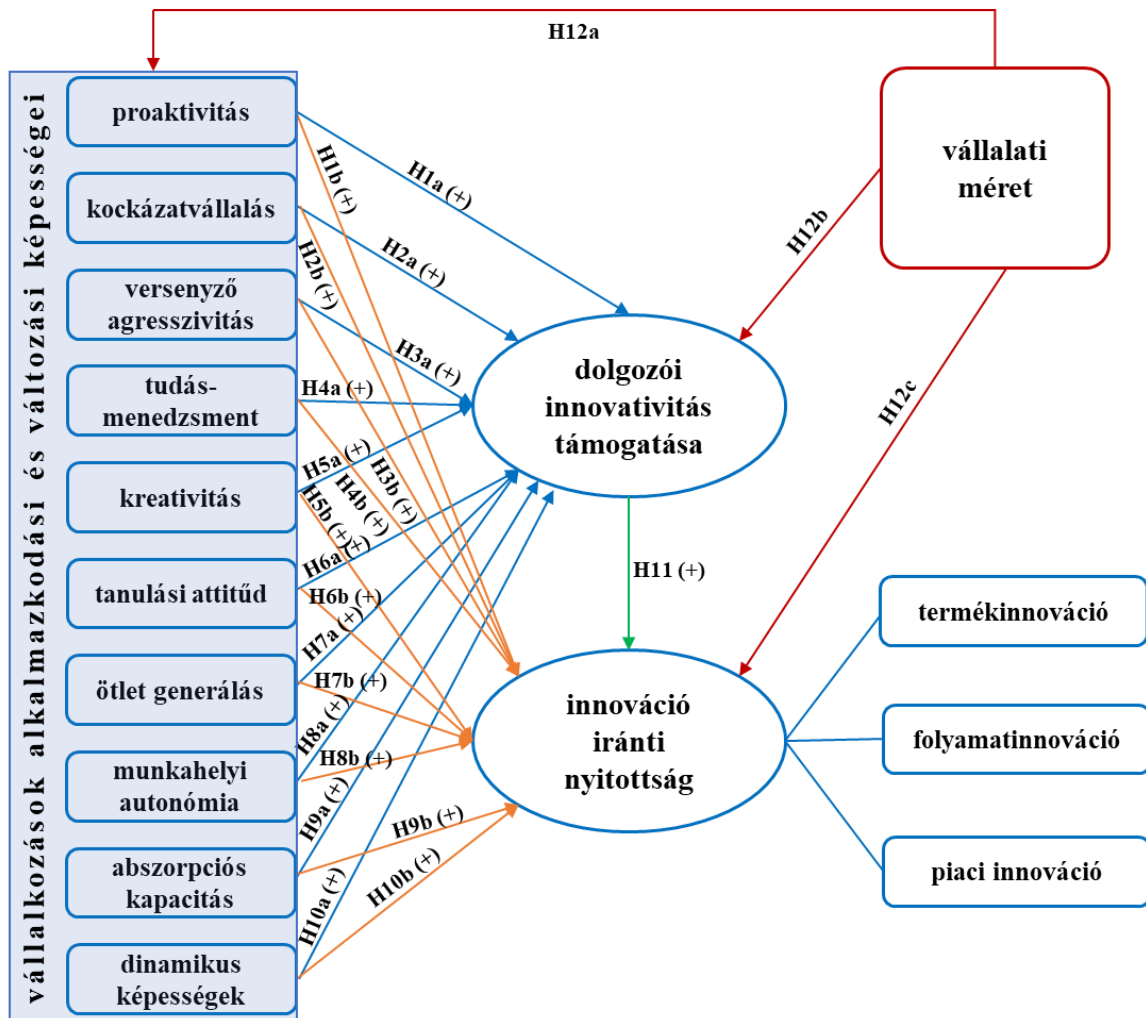 H12a
vállalkozások alkalmazkodási és változási képességei
proaktivitás
kockázatvállalás
versenyző
agresszivitás
tudás-
menedzsment
kreativitás
tanulási attitűd
ötlet generálás
munkahelyi
autonómia
abszorpciós
kapacitás
dinamikus
képességek
H1a (+)
H1b (+)
H2a (+)
H2b (+)
H3a (+)
H4a (+)
H3b (+)
H4b (+)
H5a (+)
H5b (+)
H6a (+)
H6b (+)
H7a (+)
H7b (+)
H8a (+)
H8b (+)
H9a (+)
H9b (+)
H10a (+)
H10b (+)
dolgozói
innovativitás
támogatása
H11 (+)
innováció
iránti
nyitottság
vállalati
méret
H12b
H12c
termékinnováció
folyamatinnováció
piaci innováció